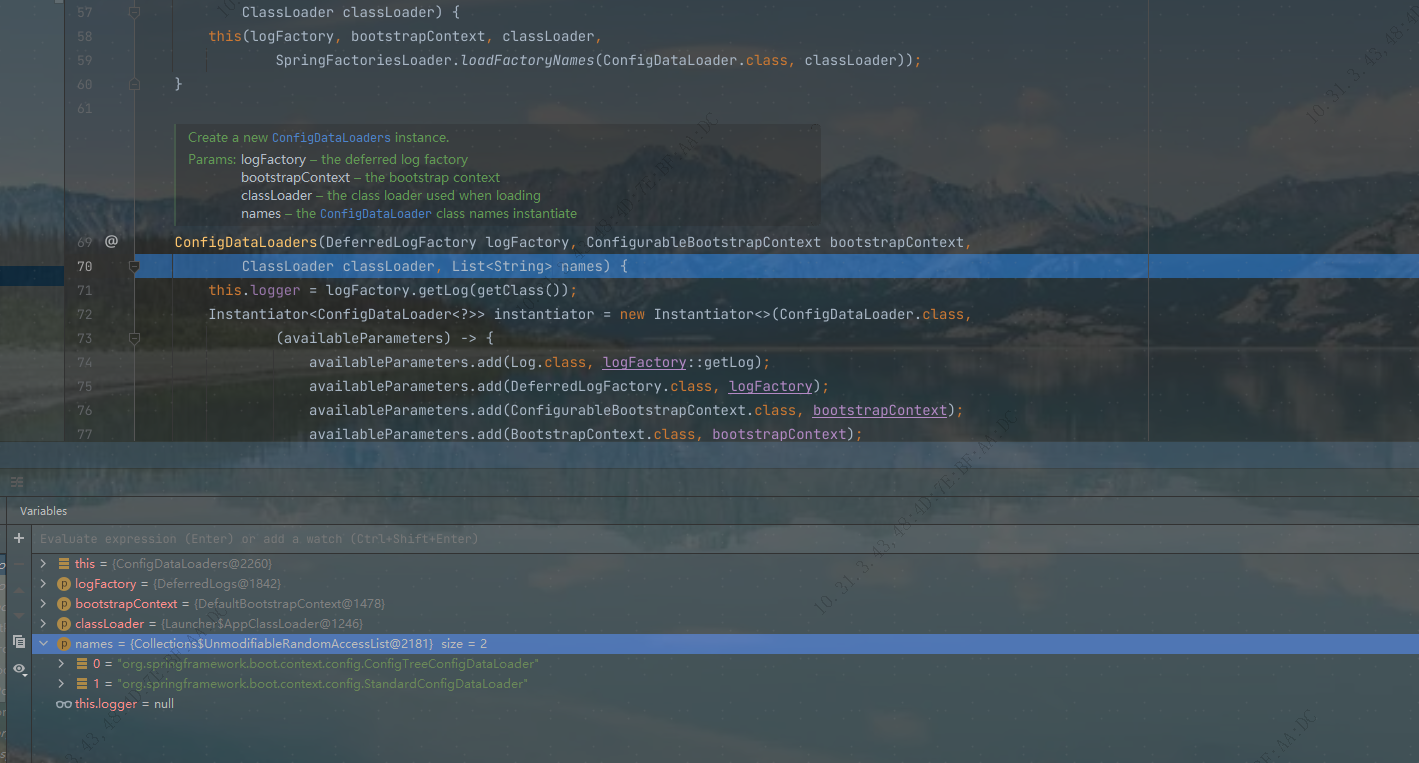 57 ClassLoader classLoader) {
58 this(logFactory, bootstrapContext, classLoader,
59 SpringFactoriesLoader.loadFactoryNames(ConfigDataLoader.class, classLoader));
60 }
61
Create a new ConfigDataLoaders instance.
Params: logFactory – the deferred log factory
bootstrapContext – the bootstrap context
classLoader – the class loader used when loading
names – the ConfigDataLoader class names instantiate
69 @ ConfigDataLoaders(DeferredLogFactory logFactory, ConfigurableBootstrapContext bootstrapContext,
70 ClassLoader classLoader, List<String> names) {
71 this.logger = logFactory.getLog(getClass());
72 Instantiator<ConfigDataLoader<?>> instantiator = new Instantiator<>(ConfigDataLoader.class,
73 (availableParameters) -> {
74 availableParameters.add(Log.class, logFactory::getLog);
75 availableParameters.add(DeferredLogFactory.class, logFactory);
76 availableParameters.add(ConfigurableBootstrapContext.class, bootstrapContext);
77 availableParameters.add(BootstrapContext.class, bootstrapContext);
Variables
Evaluate expression (Enter) or add a watch (Ctrl+Shift+Enter)
this = {ConfigDataLoaders@2260}
p logFactory = {DeferredLogs@1842}
p bootstrapContext = {DefaultBootstrapContext@1478}
p classLoader = {Launcher$AppClassLoader@1246}
p names = {Collections$UnmodifiableRandomAccessList@2181} size = 2
0 = "org.springframework.boot.context.config.ConfigTreeConfigDataLoader"
1 = "org.springframework.boot.context.config.StandardConfigDataLoader"
this.logger = null